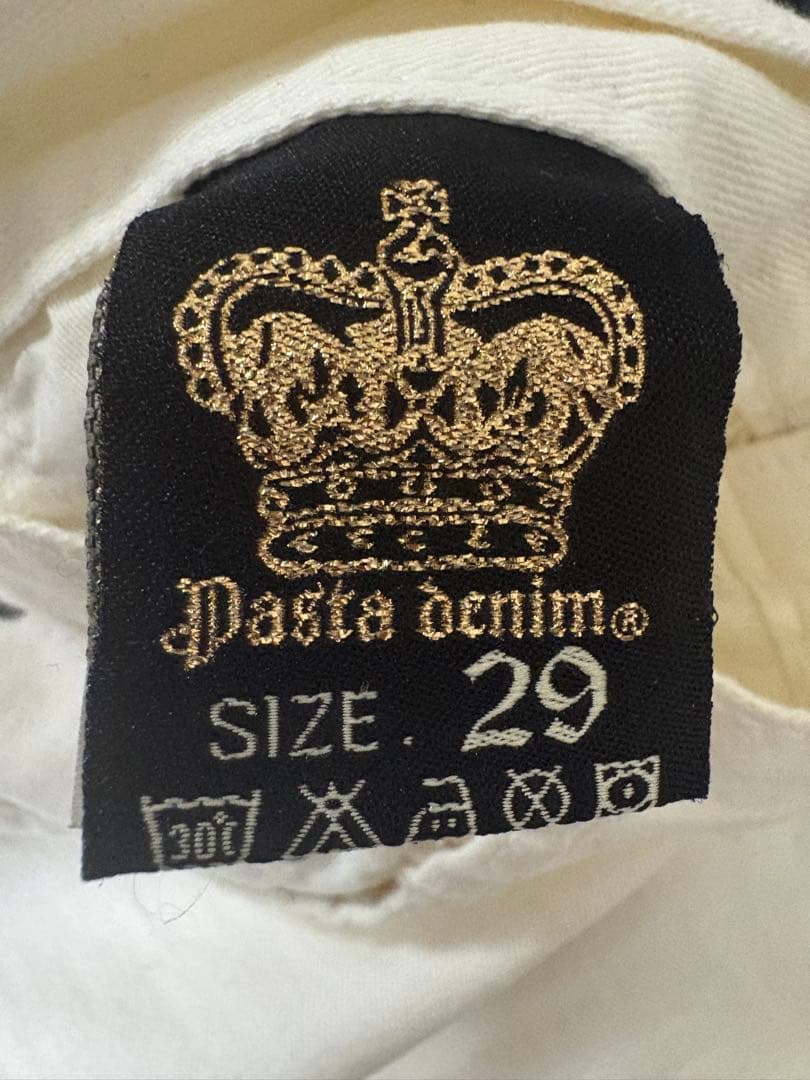 Pasta denim®
SIZE. 29
30℃